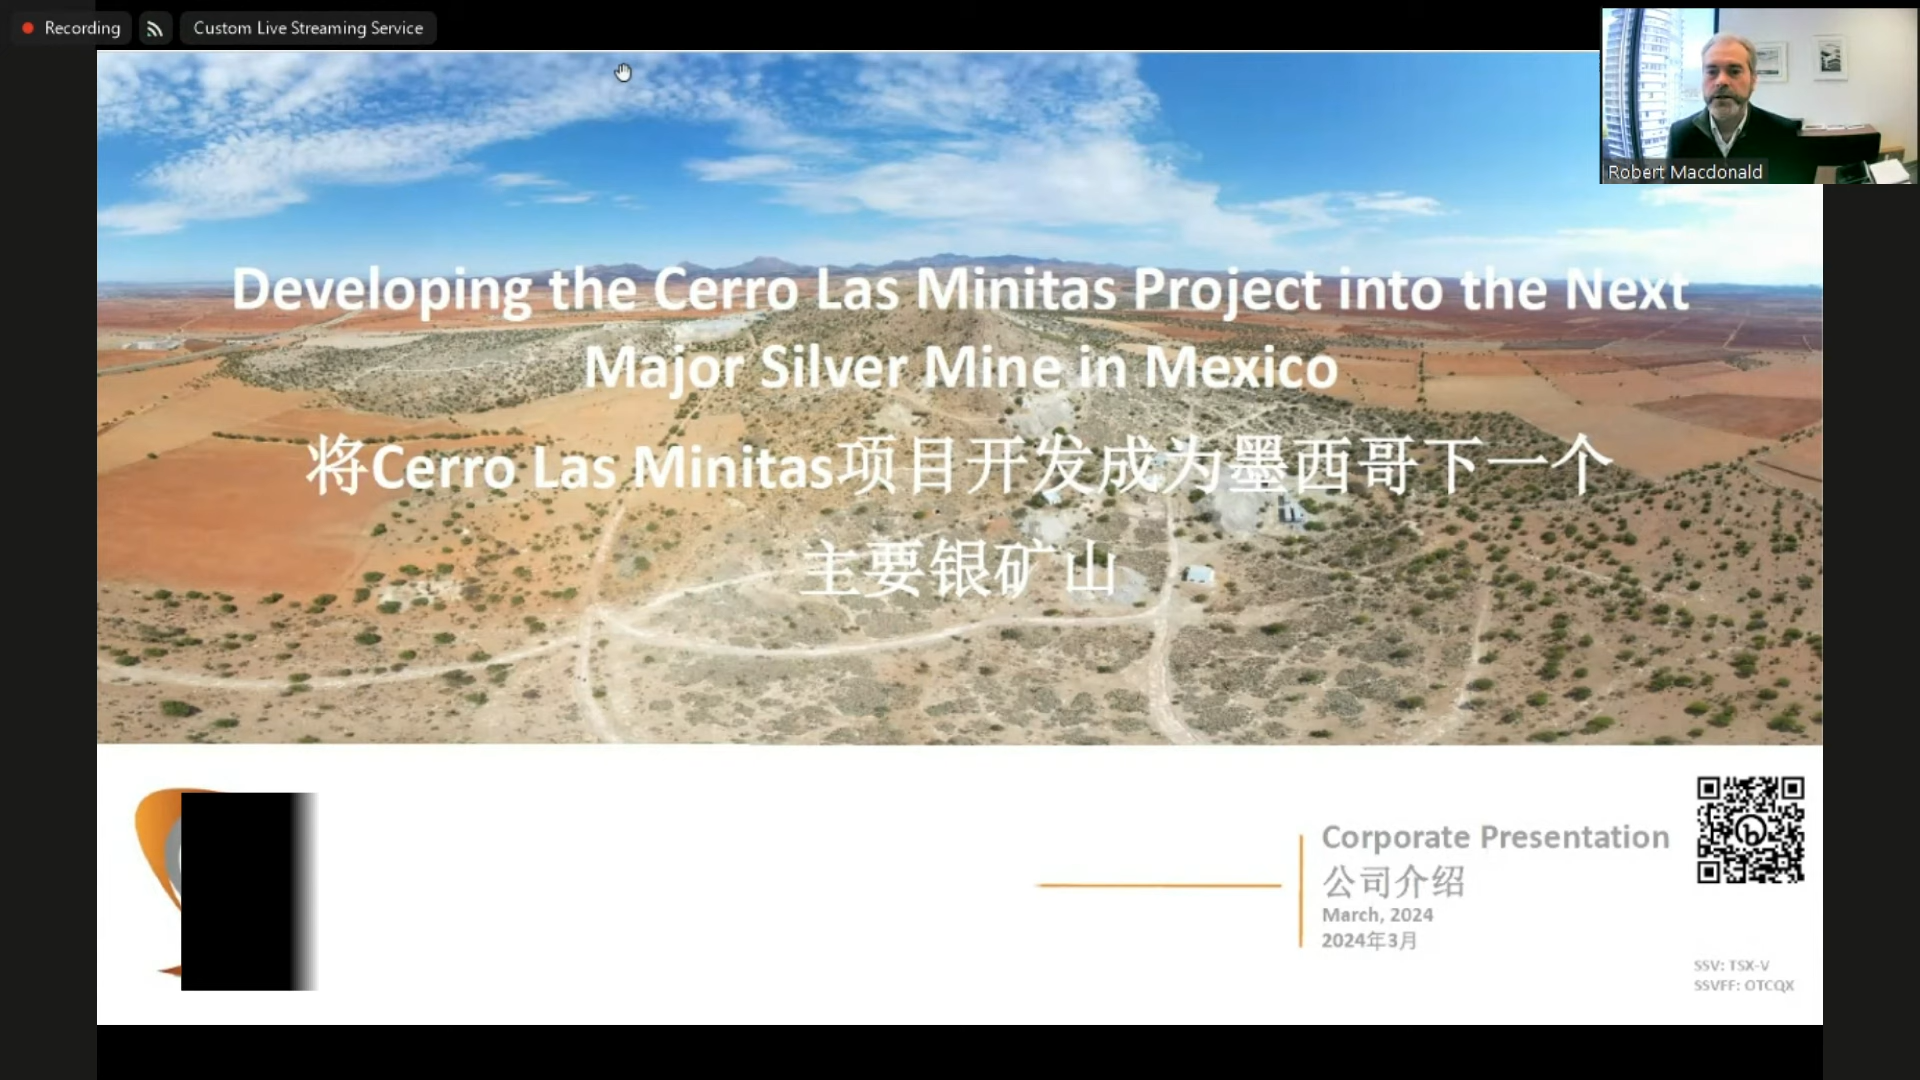 Recording
Custom Live Streaming Service
Robert Macdonald
Developing the Cerro Las Minitas Project into the Next
Major Silver Mine in Mexico
将Cerro Las Minitas项目开发成为墨西哥下一个
主要银矿山
Corporate Presentation
公司介绍
March, 2024
2024年3月
SSV: TSX-V
SSVFF: OTCQX